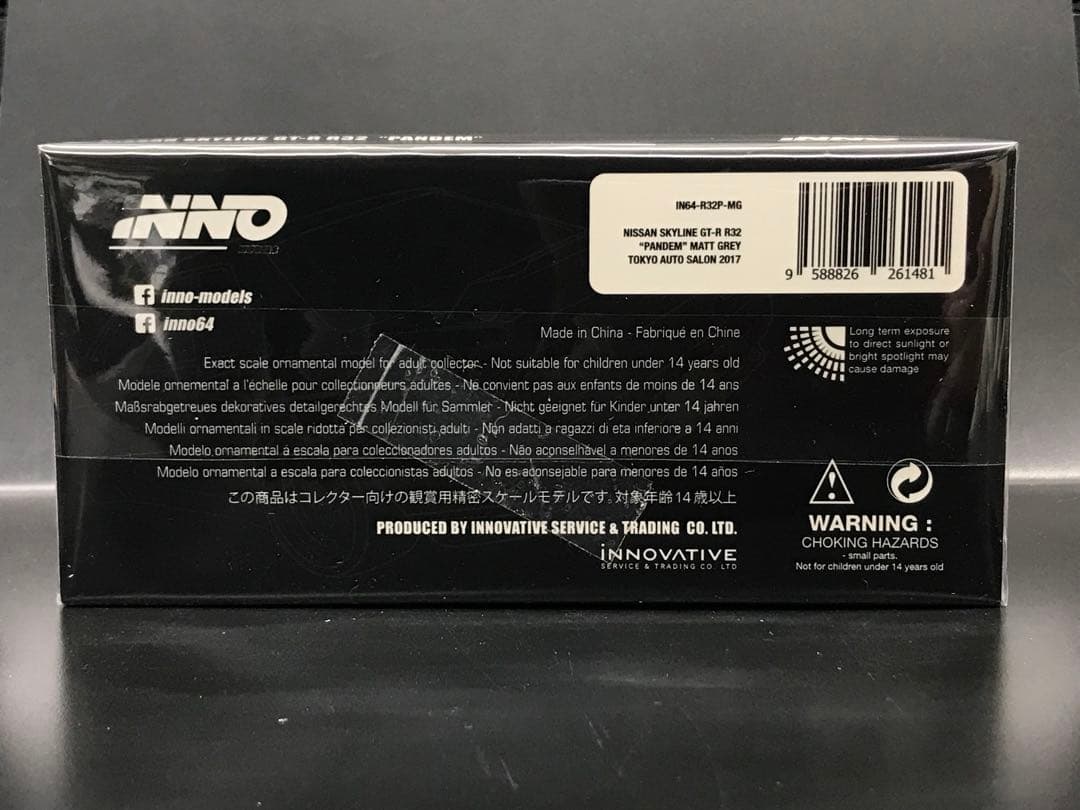 SKYLINE GT-R R32 "PANDEM"
INNO
MODELS
inno-models
inno64
IN64-R32P-MG
NISSAN SKYLINE GT-R R32
"PANDEM" MATT GREY
TOKYO AUTO SALON 2017
9 588826 261481
Made in China - Fabriqué en Chine
Exact scale ornamental model for adult collector - Not suitable for children under 14 years old
Modele ornemental a l'échelle pour collectionneurs adultes - Ne convient pas aux enfants de moins de 14 ans
Maßsrabgetreues dekoratives detailgerechtes Modell für Sammler - Nicht geeignet für Kinder unter 14 jahren
Modelli ornamentali in scale ridotta per collezionisti adulti - Non adatti a ragazzi di eta inferiore a 14 anni
Modelo ornamental á escala para coleccionadores adultos - Não aconselhável a menores de 14 anos
Modelo ornamental a escala para coleccionistas adultos - No es aconsejable para menores de 14 años
この商品はコレクター向けの観賞用精密スケールモデルです。対象年齢14歳以上
PRODUCED BY INNOVATIVE SERVICE & TRADING CO. LTD.
INNOVATIVE
SERVICE & TRADING CO. LTD
Long term exposure
to direct sunlight or
bright spotlight may
cause damage
WARNING :
CHOKING HAZARDS
- small parts.
Not for children under 14 years old